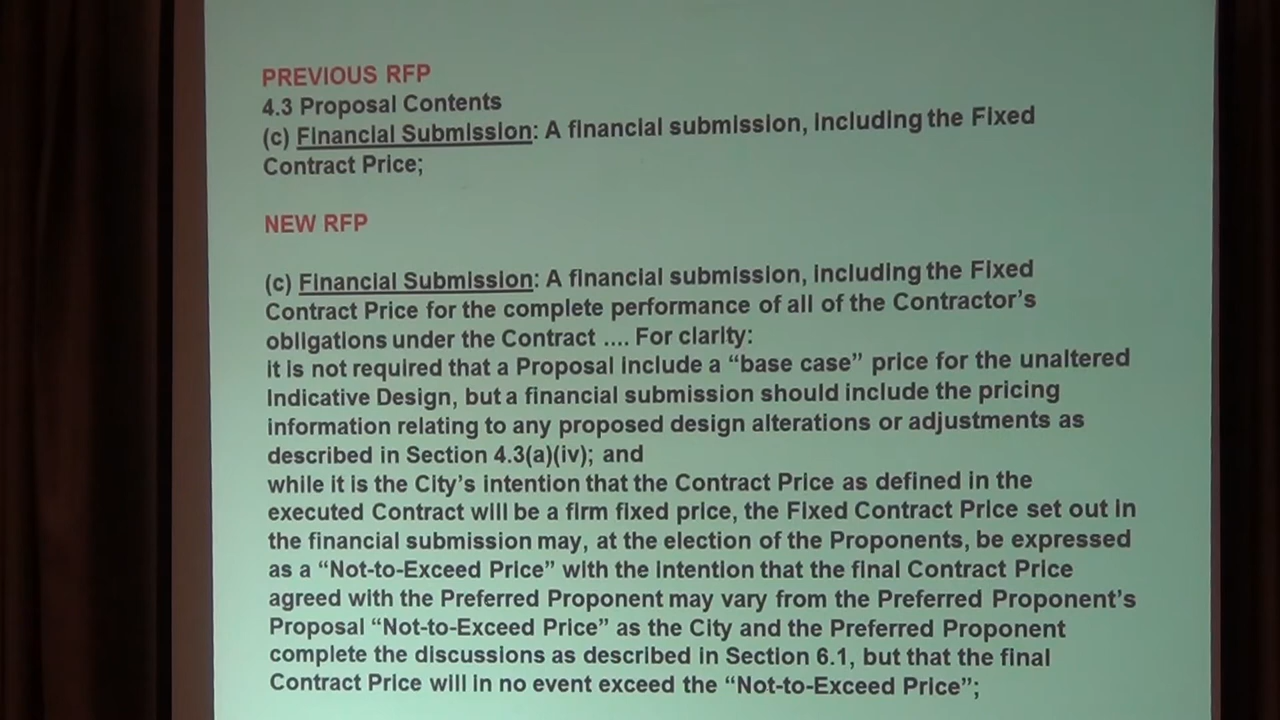 PREVIOUS RFP
4.3 Proposal Contents
(c) Financial Submission: A financial submission, including the Fixed
Contract Price;
NEW RFP
(c) Financial Submission: A financial submission, including the Fixed
Contract Price for the complete performance of all of the Contractor's
obligations under the Contract .... For clarity:
it is not required that a Proposal include a “base case” price for the unaltered
Indicative Design, but a financial submission should include the pricing
information relating to any proposed design alterations or adjustments as
described in Section 4.3(a)(iv); and
while it is the City's intention that the Contract Price as defined in the
executed Contract will be a firm fixed price, the Fixed Contract Price set out in
the financial submission may, at the election of the Proponents, be expressed
as a “Not-to-Exceed Price” with the intention that the final Contract Price
agreed with the Preferred Proponent may vary from the Preferred Proponent's
Proposal “Not-to-Exceed Price” as the City and the Preferred Proponent
complete the discussions as described in Section 6.1, but that the final
Contract Price will in no event exceed the “Not-to-Exceed Price”;